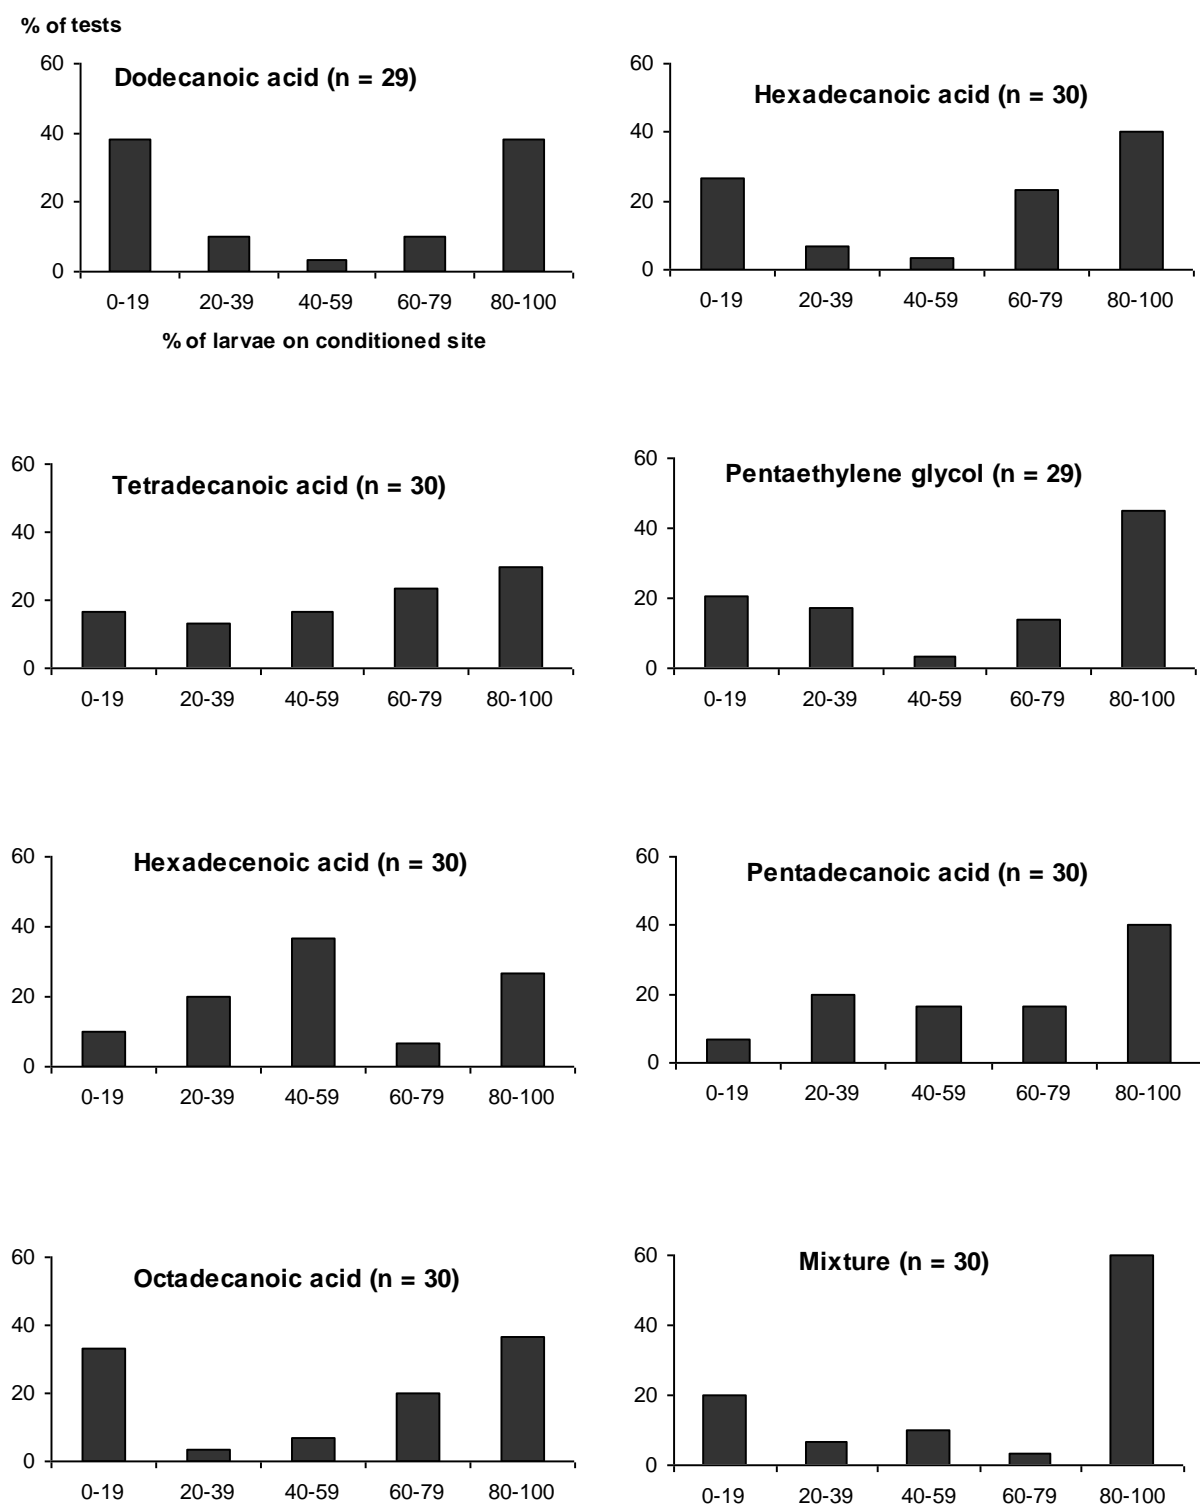 % of tests
60
Dodecanoic acid (n = 29)
40
20
0
0-19 20-39 40-59 60-79 80-100
% of larvae on conditioned site
60
Hexadecanoic acid (n = 30)
40
20
0
0-19 20-39 40-59 60-79 80-100
60
Tetradecanoic acid (n = 30)
40
20
0
0-19 20-39 40-59 60-79 80-100
60
Pentaethylene glycol (n = 29)
40
20
0
0-19 20-39 40-59 60-79 80-100
60
Hexadecenoic acid (n = 30)
40
20
0
0-19 20-39 40-59 60-79 80-100
60
Pentadecanoic acid (n = 30)
40
20
0
0-19 20-39 40-59 60-79 80-100
60
Octadecanoic acid (n = 30)
40
20
0
0-19 20-39 40-59 60-79 80-100
60
Mixture (n = 30)
40
20
0
0-19 20-39 40-59 60-79 80-100